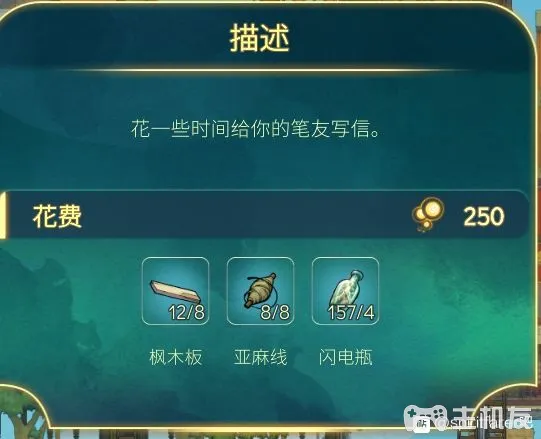 描述
花一些时间给你的笔友写信。
花费 250
12/8 8/8 157/4
枫木板 亚麻线 闪电瓶